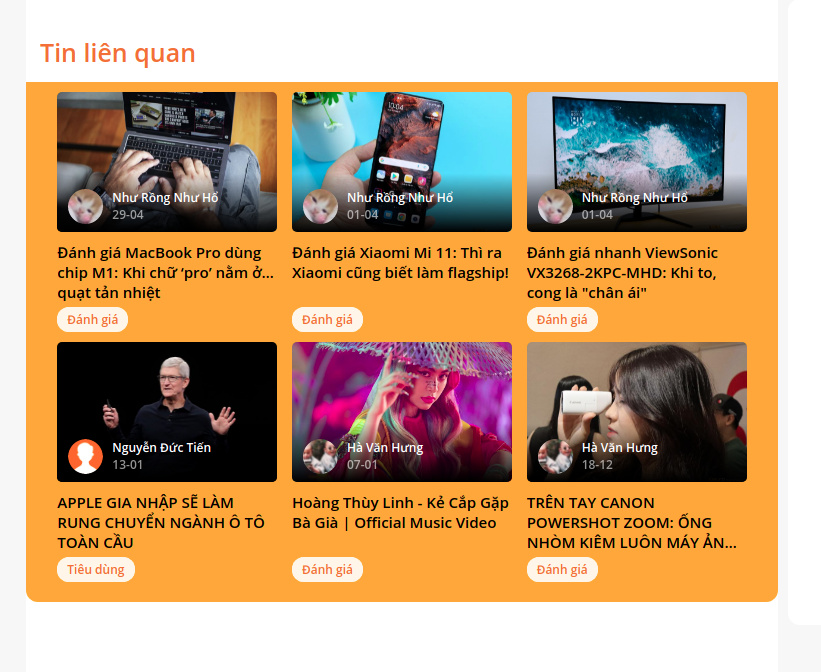 Tin liên quan
Như Rồng Như Hổ
29-04
Đánh giá MacBook Pro dùng
chip M1: Khi chữ ‘pro’ nằm ở...
quạt tản nhiệt
Đánh giá
10:04
Như Rồng Như Hổ
01-04
Đánh giá Xiaomi Mi 11: Thì ra
Xiaomi cũng biết làm flagship!
Đánh giá
Như Rồng Như Hổ
01-04
Đánh giá nhanh ViewSonic
VX3268-2KPC-MHD: Khi to,
cong là "chân ái"
Đánh giá
Nguyễn Đức Tiến
13-01
APPLE GIA NHẬP SẼ LÀM
RUNG CHUYỂN NGÀNH Ô TÔ
TOÀN CẦU
Tiêu dùng
Hà Văn Hưng
07-01
Hoàng Thùy Linh - Kẻ Cắp Gặp
Bà Già | Official Music Video
Đánh giá
Hà Văn Hưng
18-12
TRÊN TAY CANON
POWERSHOT ZOOM: ỐNG
NHÒM KIÊM LUÔN MÁY ẢN...
Đánh giá